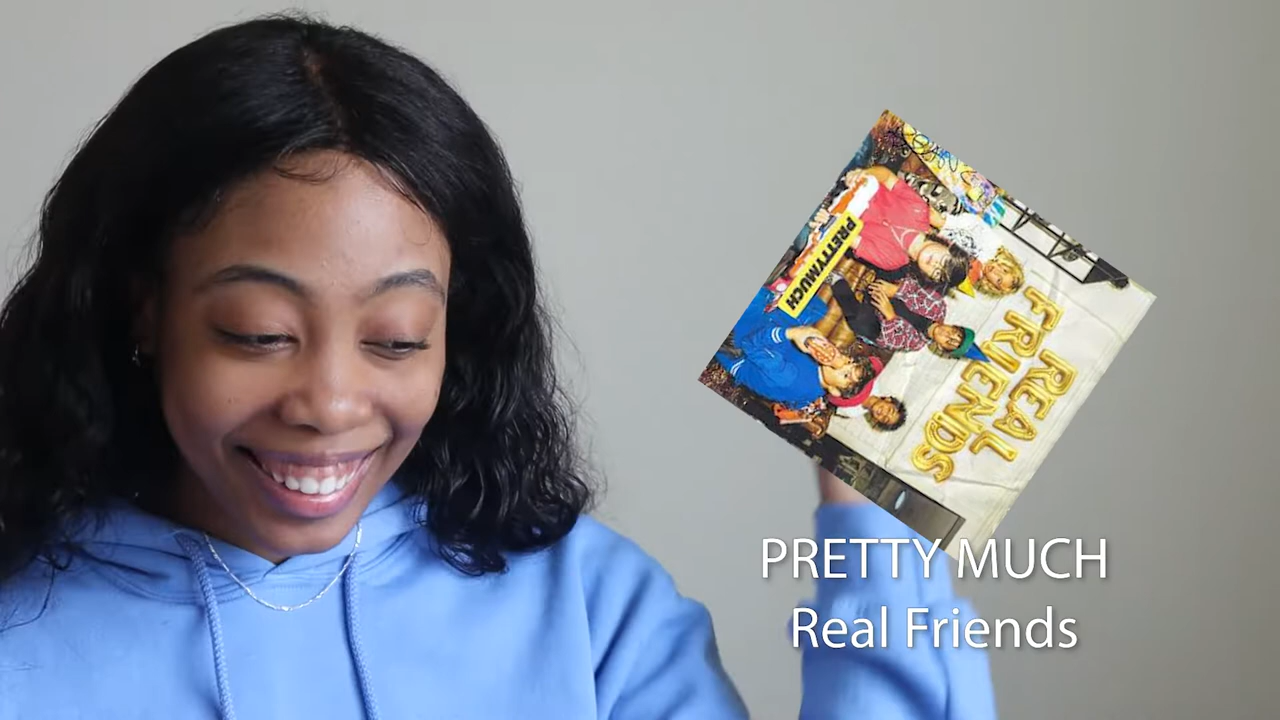 PRETTYMUCH
REAL
FRIENDS
PRETTY MUCH
Real Friends